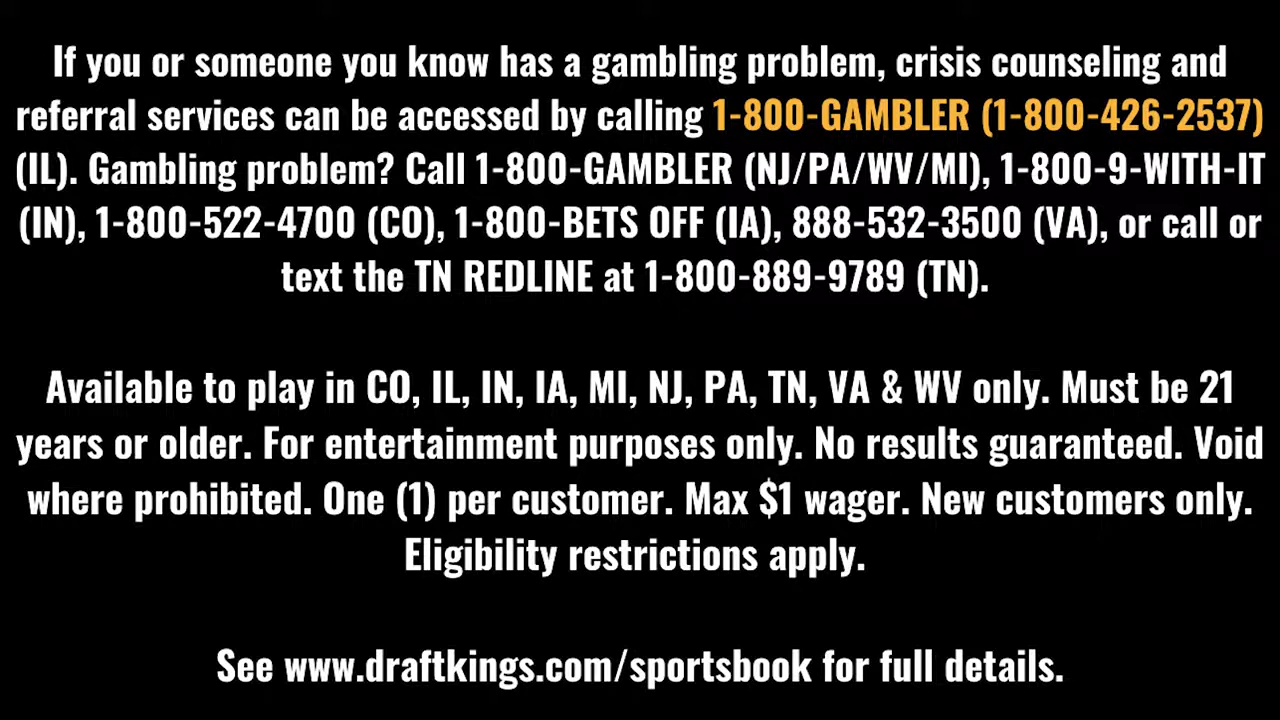 If you or someone you know has a gambling problem, crisis counseling and
referral services can be accessed by calling 1-800-GAMBLER (1-800-426-2537)
(IL). Gambling problem? Call 1-800-GAMBLER (NJ/PA/WV/MI), 1-800-9-WITH-IT
(IN), 1-800-522-4700 (CO), 1-800-BETS OFF (IA), 888-532-3500 (VA), or call or
text the TN REDLINE at 1-800-889-9789 (TN).
Available to play in CO, IL, IN, IA, MI, NJ, PA, TN, VA & WV only. Must be 21
years or older. For entertainment purposes only. No results guaranteed. Void
where prohibited. One (1) per customer. Max $1 wager. New customers only.
Eligibility restrictions apply.
See www.draftkings.com/sportsbook for full details.